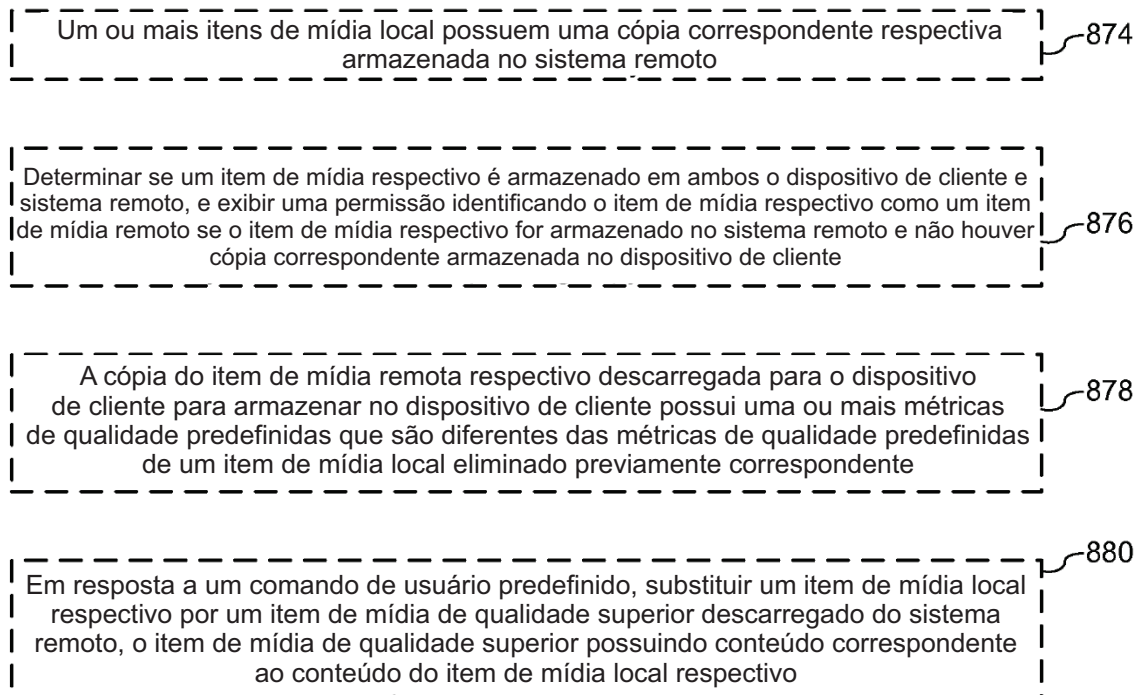 Um ou mais itens de mídia local possuem uma cópia correspondente respectiva
armazenada no sistema remoto
874
Determinar se um item de mídia respectivo é armazenado em ambos o dispositivo de cliente e
sistema remoto, e exibir uma permissão identificando o item de mídia respectivo como um item
de mídia remoto se o item de mídia respectivo for armazenado no sistema remoto e não houver
cópia correspondente armazenada no dispositivo de cliente
876
A cópia do item de mídia remota respectivo descarregada para o dispositivo
de cliente para armazenar no dispositivo de cliente possui uma ou mais métricas
de qualidade predefinidas que são diferentes das métricas de qualidade predefinidas
de um item de mídia local eliminado previamente correspondente
878
880
Em resposta a um comando de usuário predefinido, substituir um item de mídia local
respectivo por um item de mídia de qualidade superior descarregado do sistema
remoto, o item de mídia de qualidade superior possuindo conteúdo correspondente
ao conteúdo do item de mídia local respectivo